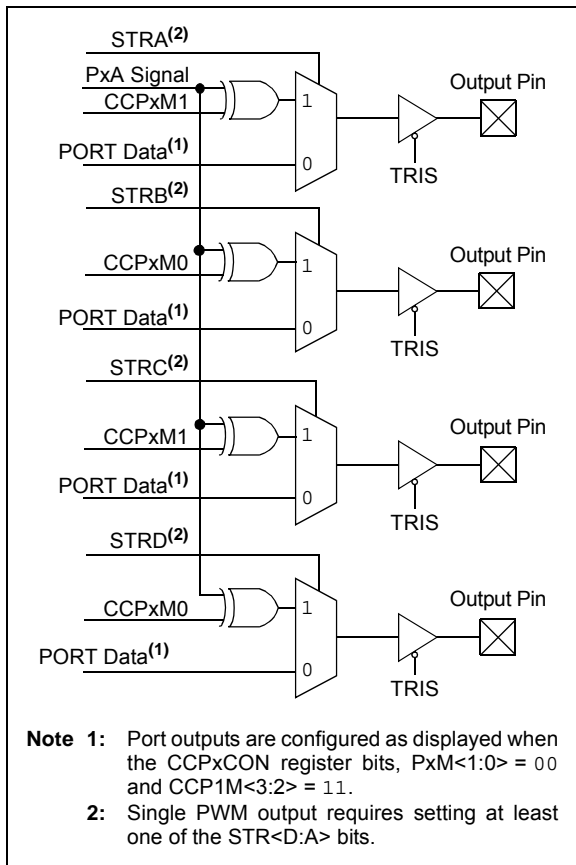 STRA(2)
PxA Signal
Output Pin
CCPxM1
1
PORT Data(1)
0
TRIS
STRB(2)
Output Pin
CCPxM0
1
PORT Data(1)
0
TRIS
STRC(2)
Output Pin
CCPxM1
1
PORT Data(1)
0
TRIS
STRD(2)
Output Pin
CCPxM0
1
PORT Data(1)
0
TRIS
Note 1: Port outputs are configured as displayed when
the CCPxCON register bits, PxM<1:0> = 00
and CCP1M<3:2> = 11.
2: Single PWM output requires setting at least
one of the STR<D:A> bits.